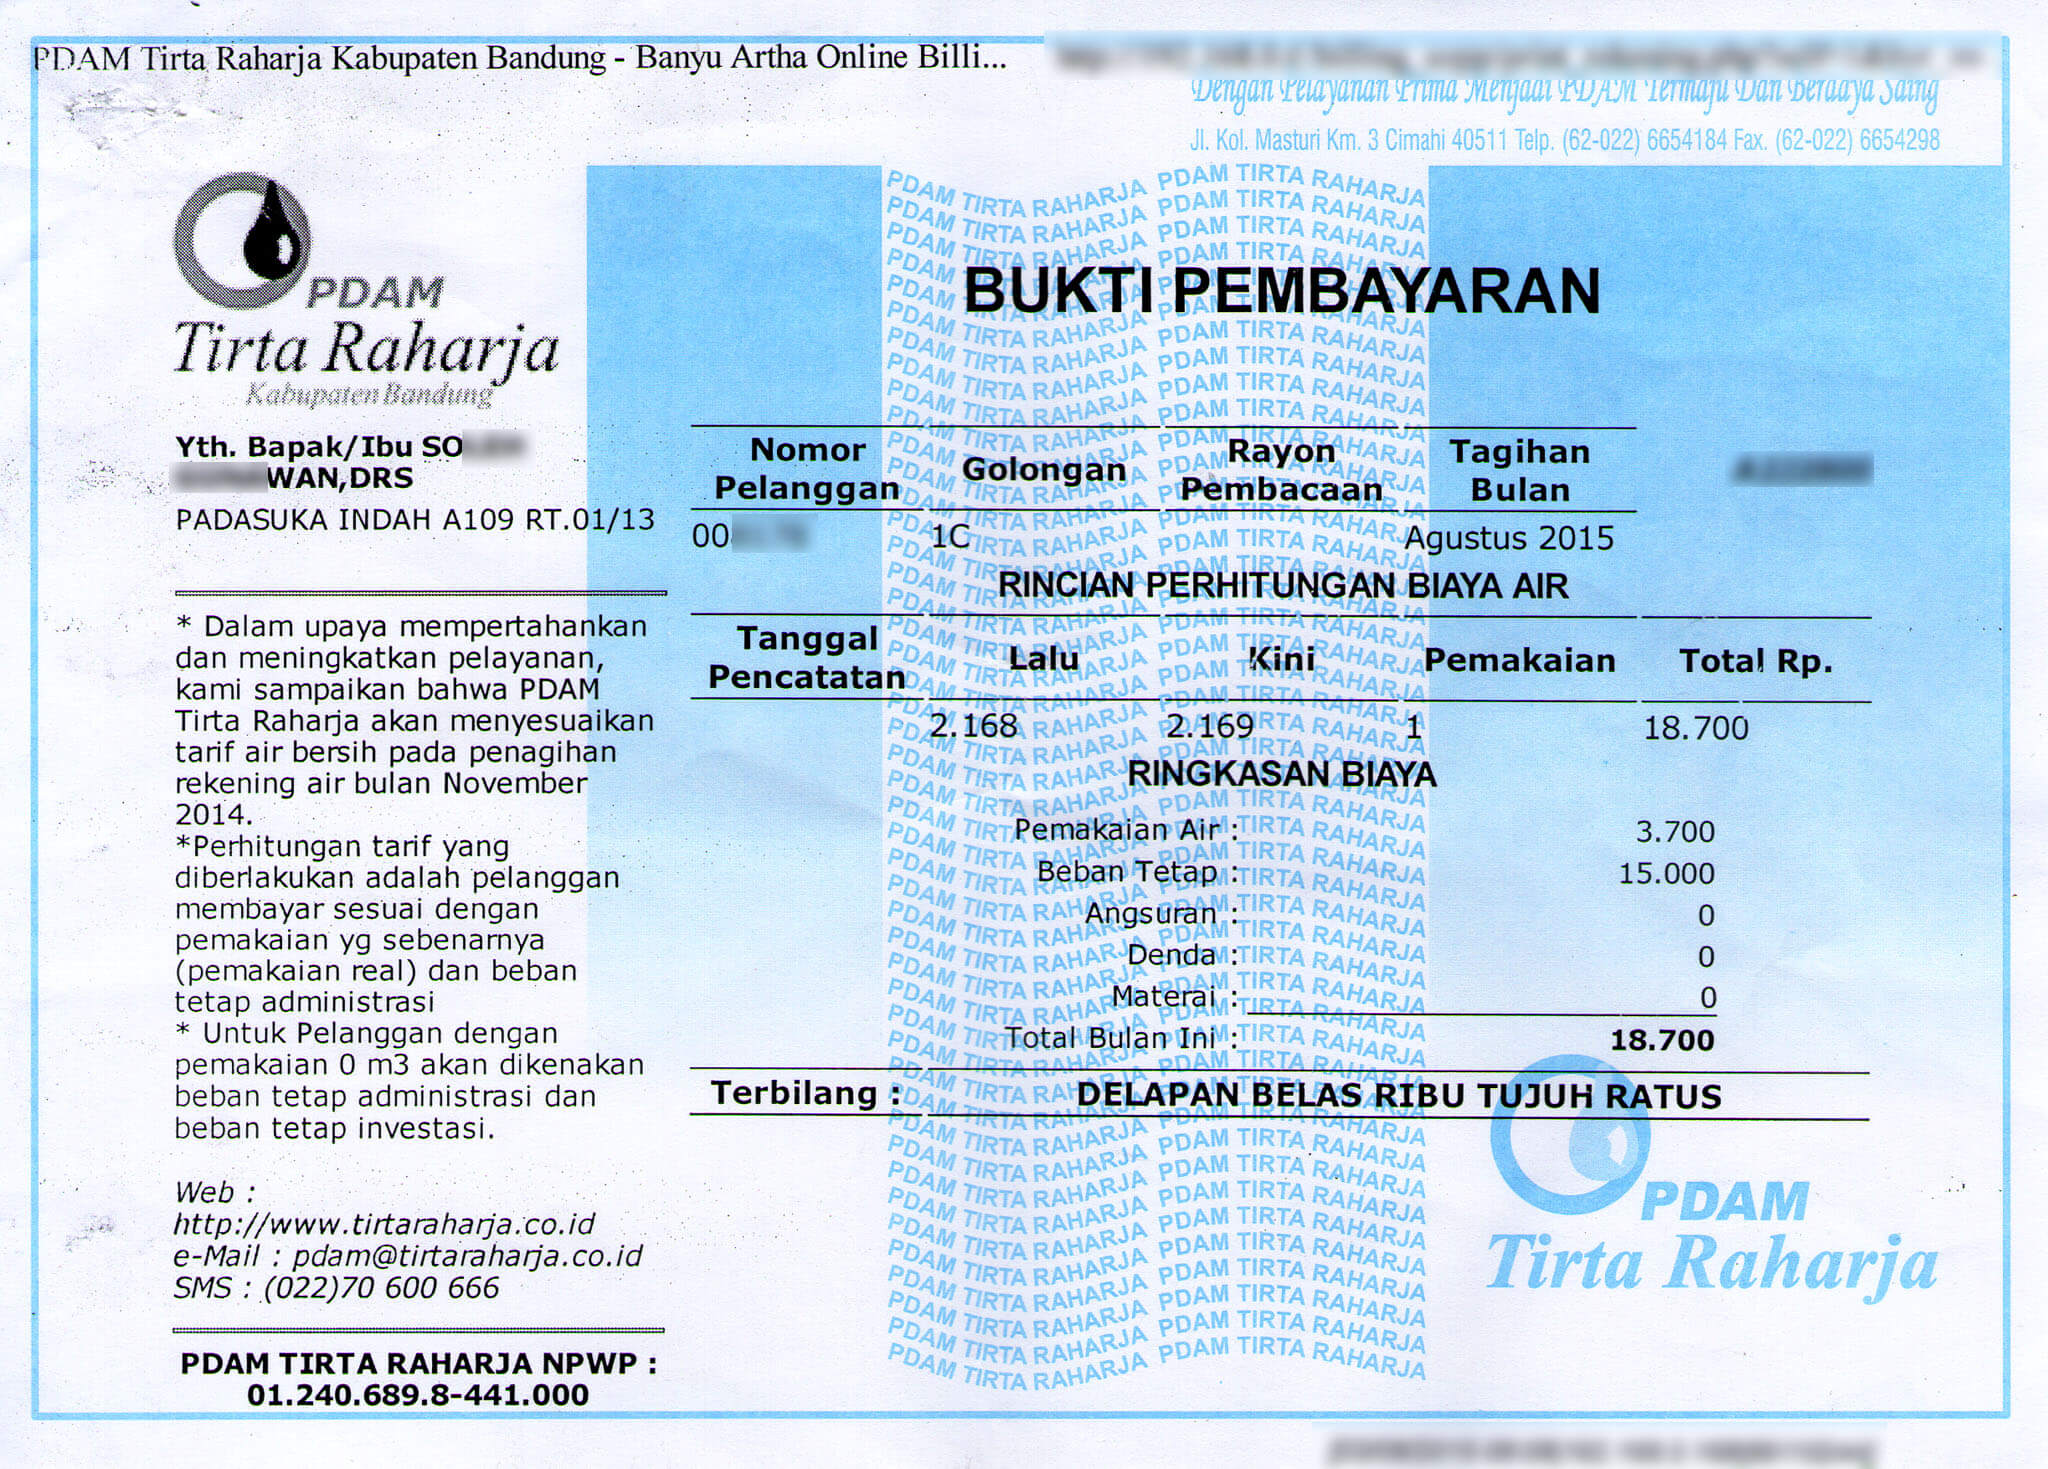 PDAM Tirta Raharja Kabupaten Bandung - Banyu Artha Online Billi...
Dengan Pelayanan Prima Menjadi PDAM Termaju Dan Berdaya Saing
Jl. Kol. Masturi Km. 3 Cimahi 40511 Telp. (62-022) 6654184 Fax. (62-022) 6654298
PDAM
Tirta Raharja
Kabupaten Bandung
BUKTI PEMBAYARAN
Yth. Bapak/Ibu SO
WAN,DRS
PADASUKA INDAH A109 RT.01/13
Nomor Pelanggan Golongan Rayon Pembacaan Tagihan Bulan
00 1C Agustus 2015
RINCIAN PERHITUNGAN BIAYA AIR
Tanggal Pencatatan Lalu Kini Pemakaian Total Rp.
2.168 2.169 1 18.700
RINGKASAN BIAYA
Pemakaian Air : 3.700
Beban Tetap : 15.000
Angsuran : 0
Denda : 0
Materai : 0
Total Bulan Ini : 18.700
Terbilang : DELAPAN BELAS RIBU TUJUH RATUS
* Dalam upaya mempertahankan
dan meningkatkan pelayanan,
kami sampaikan bahwa PDAM
Tirta Raharja akan menyesuaikan
tarif air bersih pada penagihan
rekening air bulan November
2014.
*Perhitungan tarif yang
diberlakukan adalah pelanggan
membayar sesuai dengan
pemakaian yg sebenarnya
(pemakaian real) dan beban
tetap administrasi
* Untuk Pelanggan dengan
pemakaian 0 m3 akan dikenakan
beban tetap administrasi dan
beban tetap investasi.
Web :
http://www.tirtaraharja.co.id
e-Mail : pdam@tirtaraharja.co.id
SMS : (022)70 600 666
PDAM TIRTA RAHARJA NPWP :
01.240.689.8-441.000
PDAM
Tirta Raharja